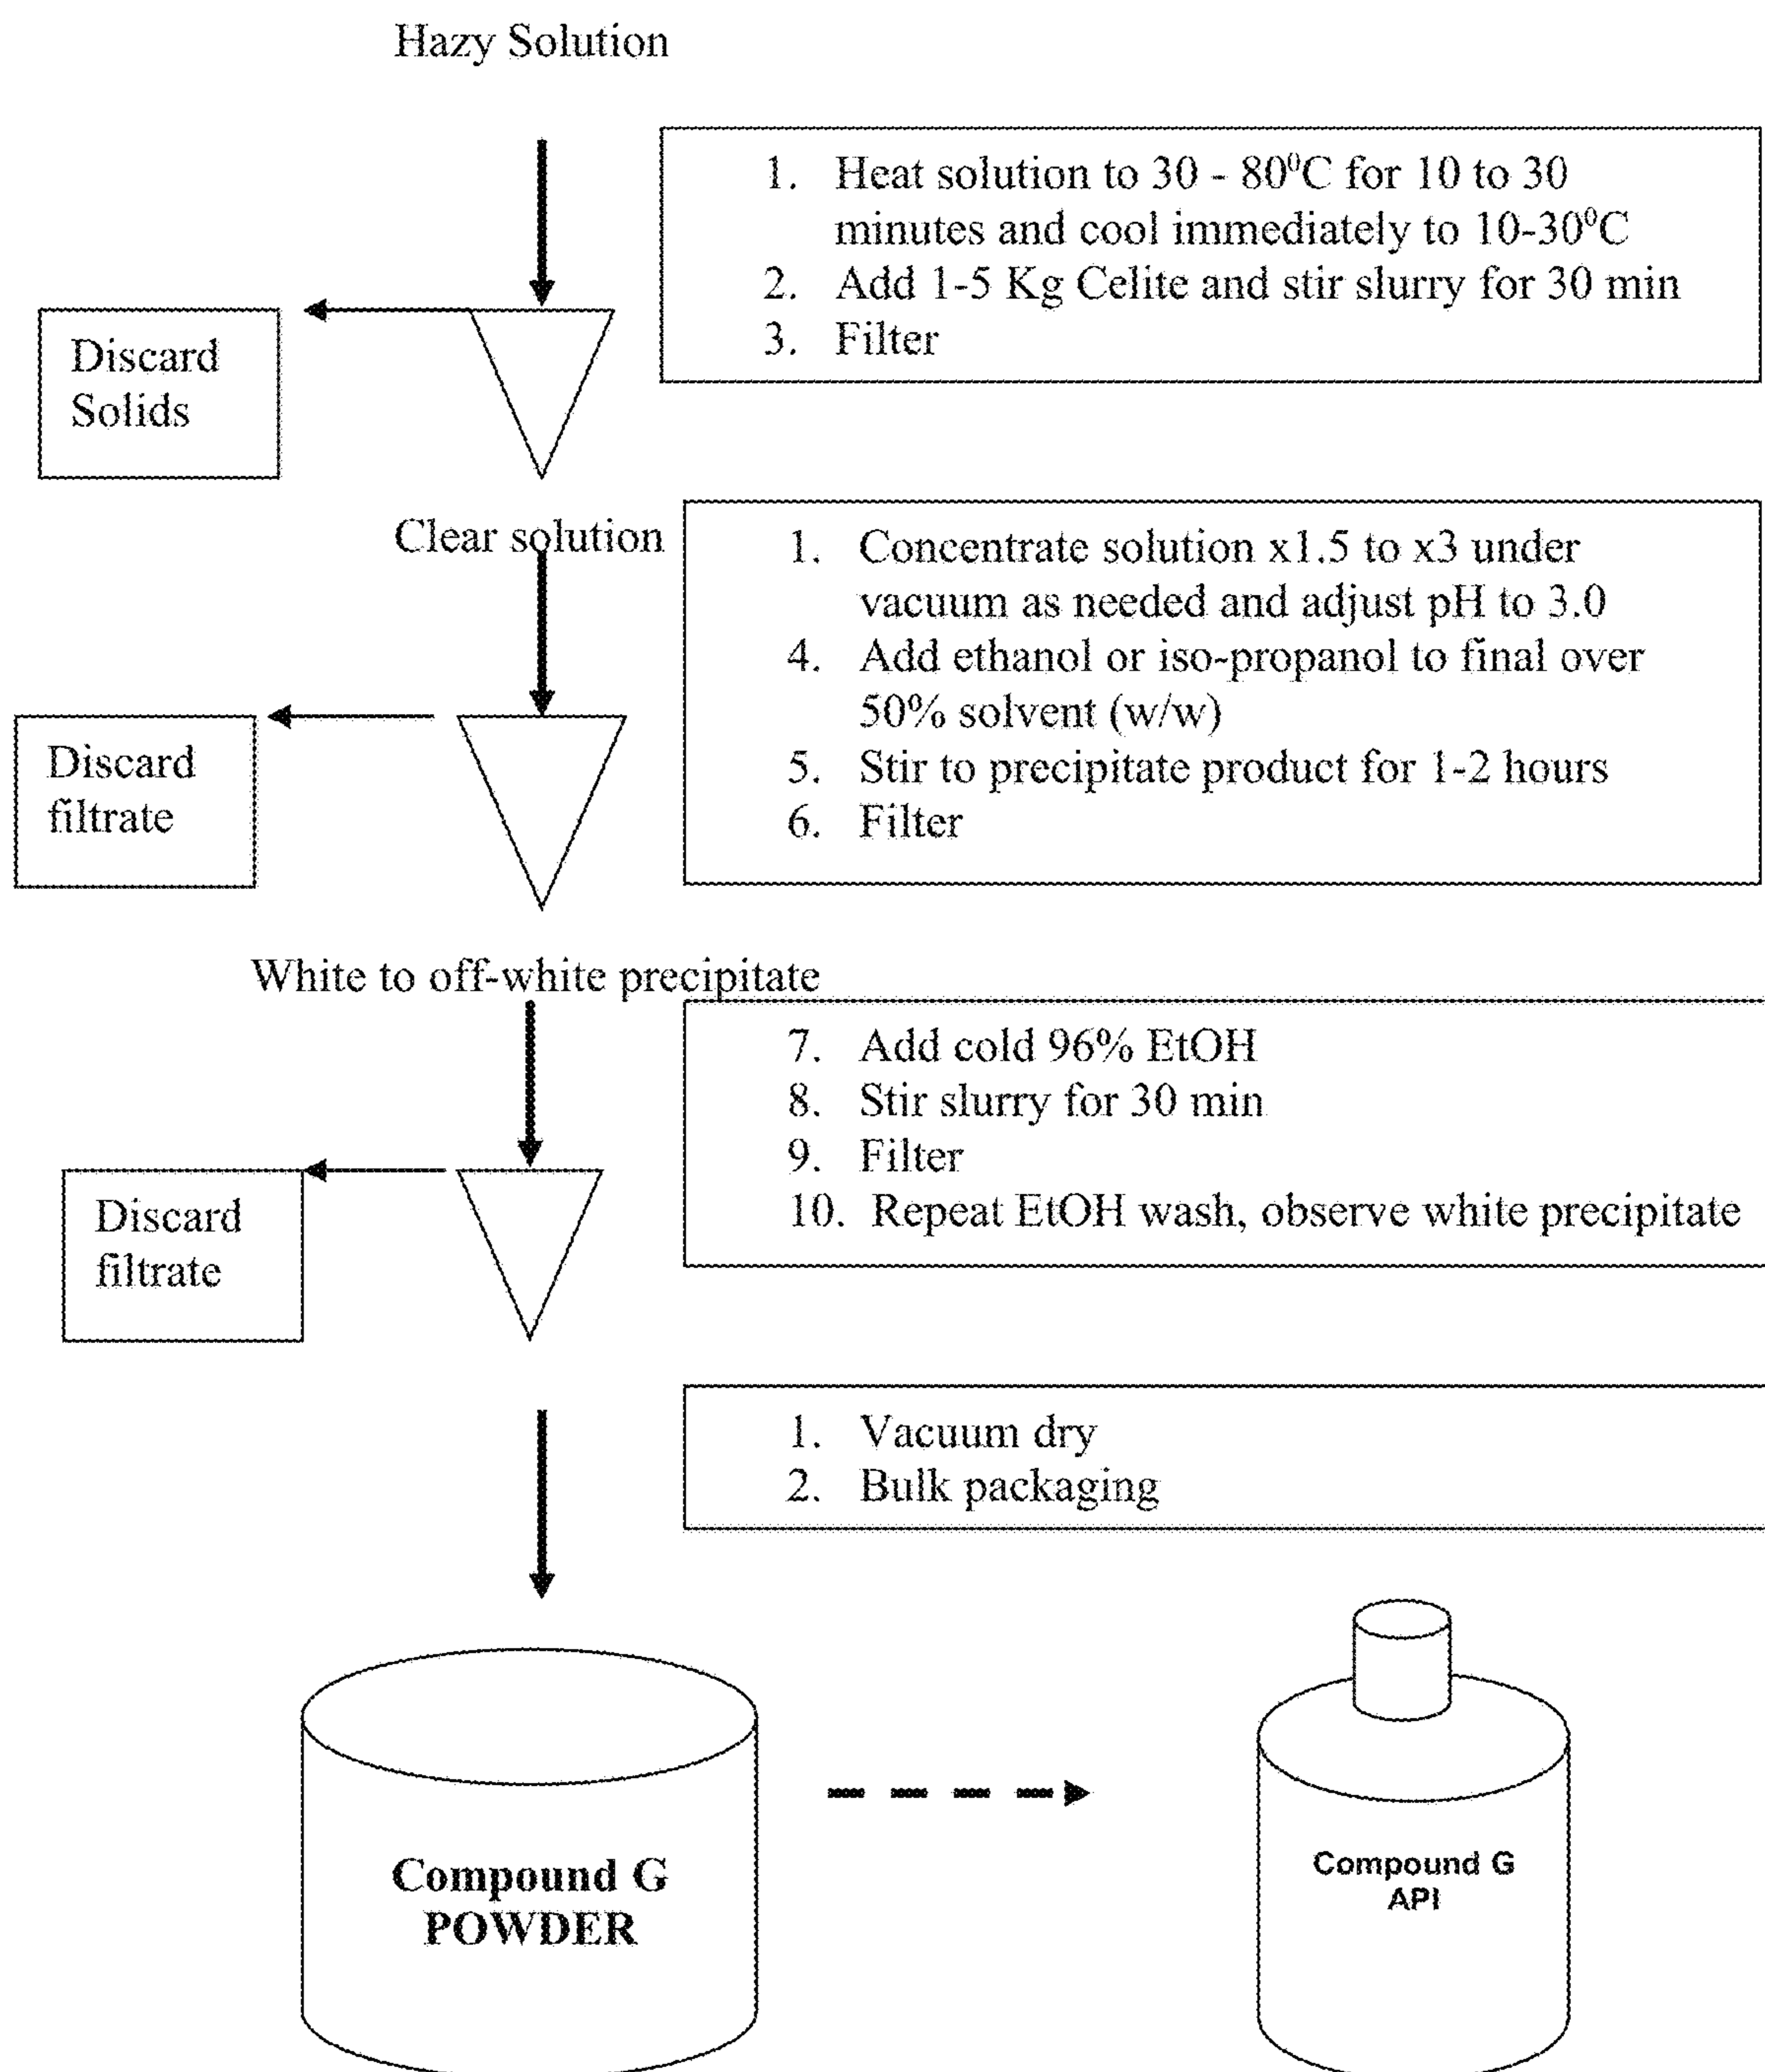 Hazy Solution
1. Heat solution to 30 - 80⁰C for 10 to 30
minutes and cool immediately to 10-30⁰C
2. Add 1-5 Kg Celite and stir slurry for 30 min
3. Filter
Discard
Solids
Clear solution
1. Concentrate solution x1.5 to x3 under
vacuum as needed and adjust pH to 3.0
4. Add ethanol or iso-propanol to final over
50% solvent (w/w)
5. Stir to precipitate product for 1-2 hours
6. Filter
Discard
filtrate
White to off-white precipitate
7. Add cold 96% EtOH
8. Stir slurry for 30 min
9. Filter
10. Repeat EtOH wash, observe white precipitate
Discard
filtrate
1. Vacuum dry
2. Bulk packaging
Compound G
POWDER
Compound G
API